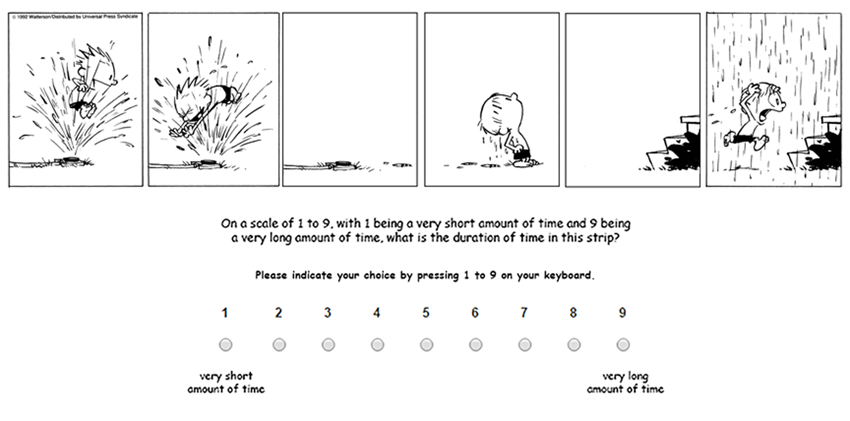 © 1992 Watterson/Distributed by Universal Press Syndicate
On a scale of 1 to 9, with 1 being a very short amount of time and 9 being
a very long amount of time, what is the duration of time in this strip?
Please indicate your choice by pressing 1 to 9 on your keyboard.
1 2 3 4 5 6 7 8 9
very short
amount of time
very long
amount of time